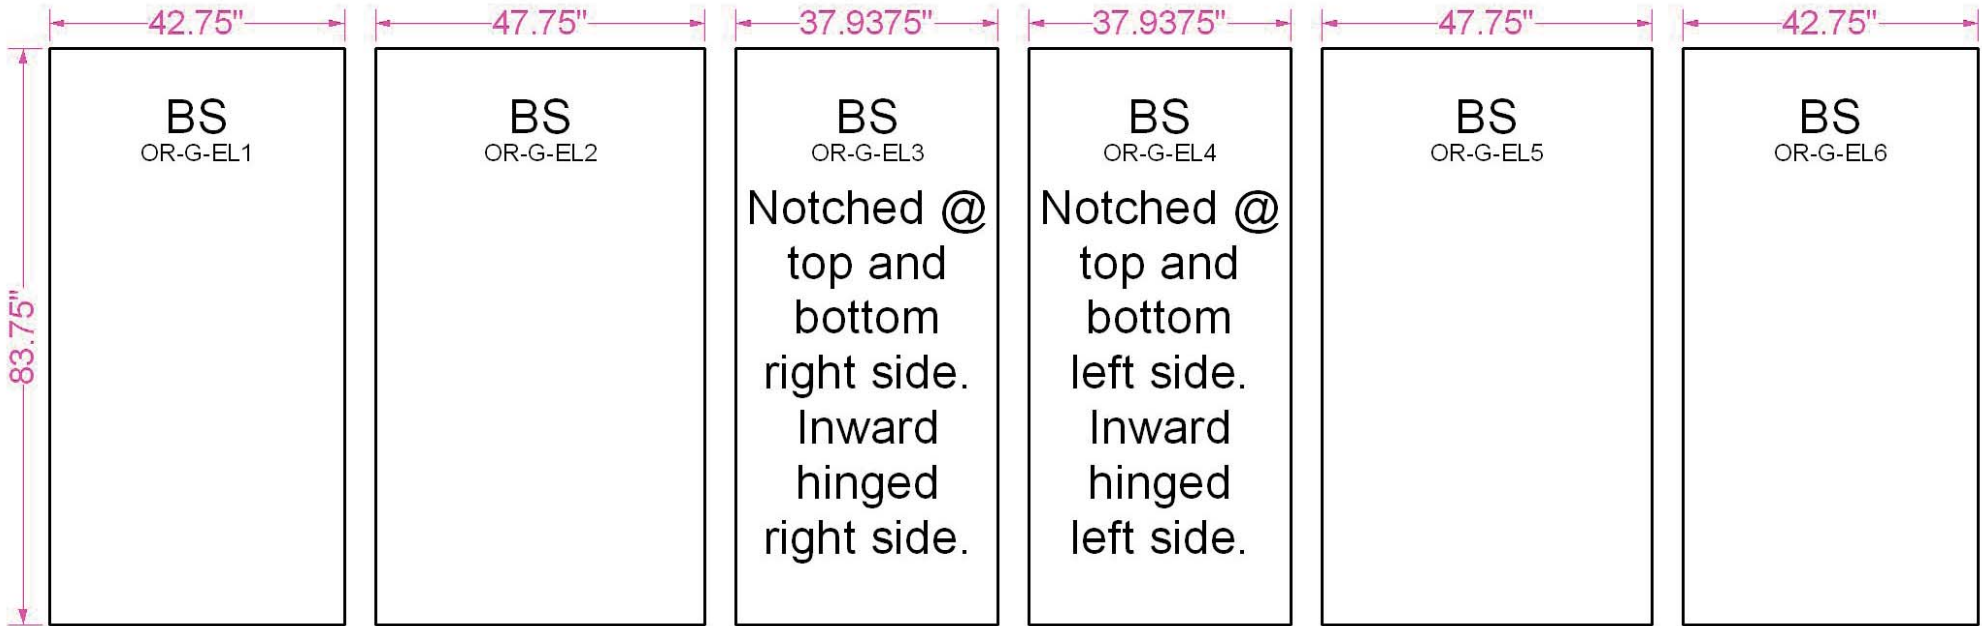 42.75"
47.75"
37.9375"
37.9375"
47.75"
42.75"
83.75"
BS
OR-G-EL1
BS
OR-G-EL2
BS
OR-G-EL3
Notched @
top and
bottom
right side.
Inward
hinged
right side.
BS
OR-G-EL4
Notched @
top and
bottom
left side.
Inward
hinged
left side.
BS
OR-G-EL5
BS
OR-G-EL6